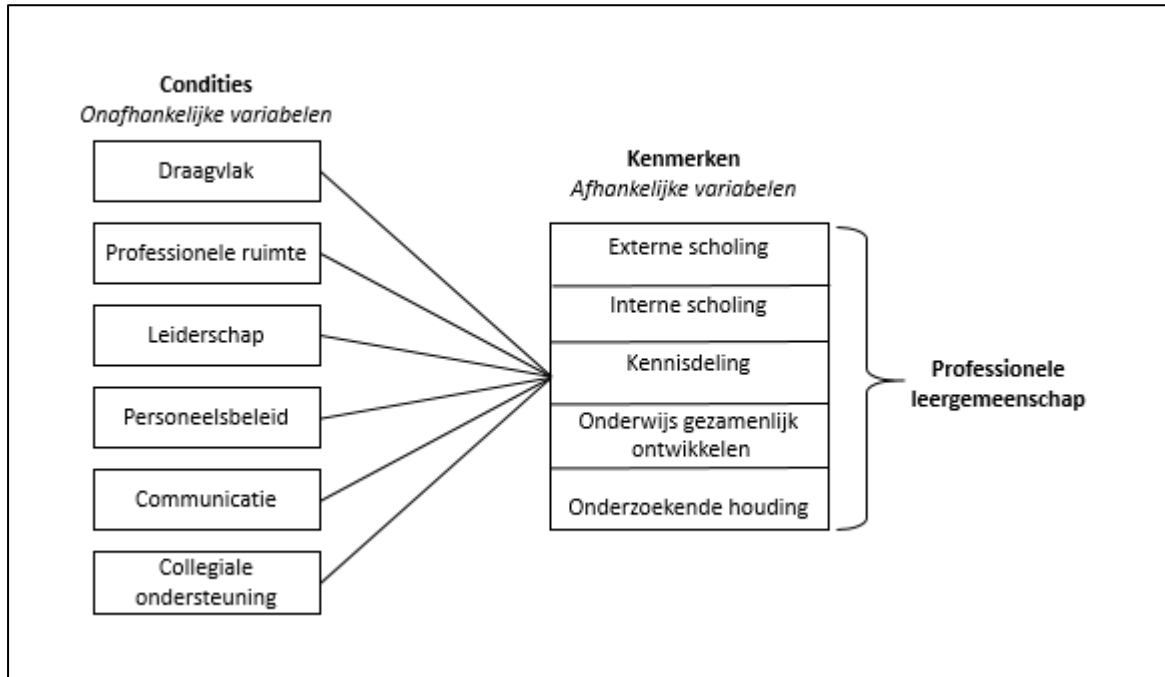 Condities
Onafhankelijke variabelen
Draagvlak
Professionele ruimte
Leiderschap
Personeelsbeleid
Communicatie
Collegiale
ondersteuning
Kenmerken
Afhankelijke variabelen
Externe scholing
Interne scholing
Kennisdeling
Onderwijs gezamenlijk
ontwikkelen
Onderzoekende houding
Professionele
leergemeenschap